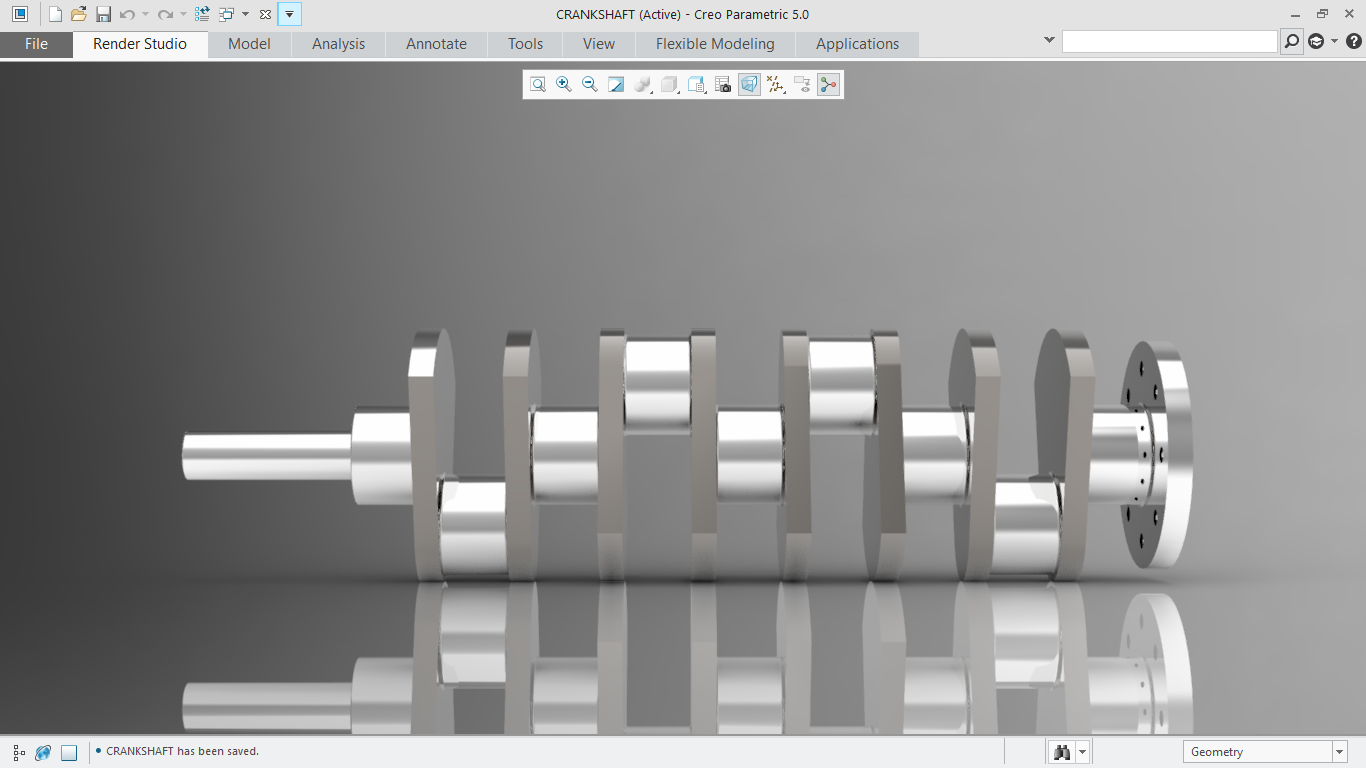 CRANKSHAFT (Active) - Creo Parametric 5.0
File Render Studio Model Analysis Annotate Tools View Flexible Modeling Applications
• CRANKSHAFT has been saved.
Geometry